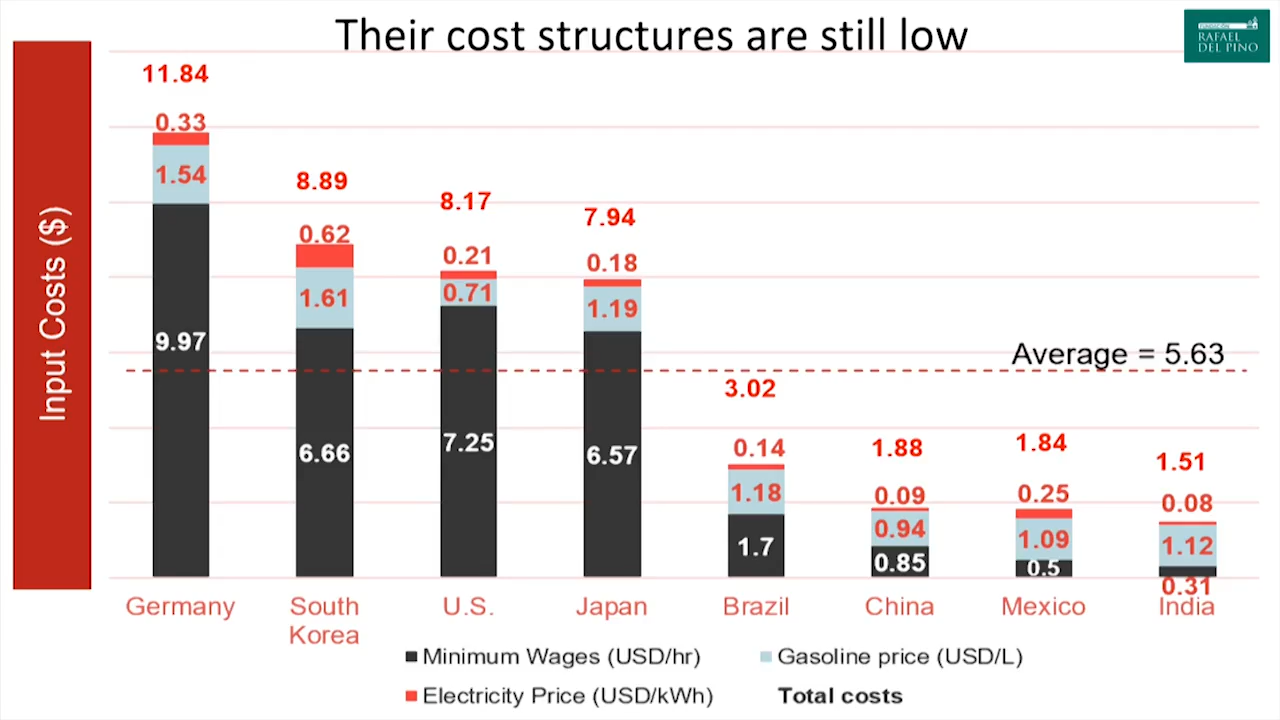 Their cost structures are still low
FUNDACIÓN
RAFAEL
DEL PINO
Input Costs ($)
11.84
0.33
1.54
9.97
8.89
0.62
1.61
6.66
8.17
0.21
0.71
7.25
7.94
0.18
1.19
6.57
Average = 5.63
3.02
0.14
1.18
1.7
1.88
0.09
0.94
0.85
1.84
0.25
1.09
0.5
1.51
0.08
1.12
0.31
Germany
South
Korea
U.S.
Japan
Brazil
China
Mexico
India
Minimum Wages (USD/hr)
Gasoline price (USD/L)
Electricity Price (USD/kWh)
Total costs